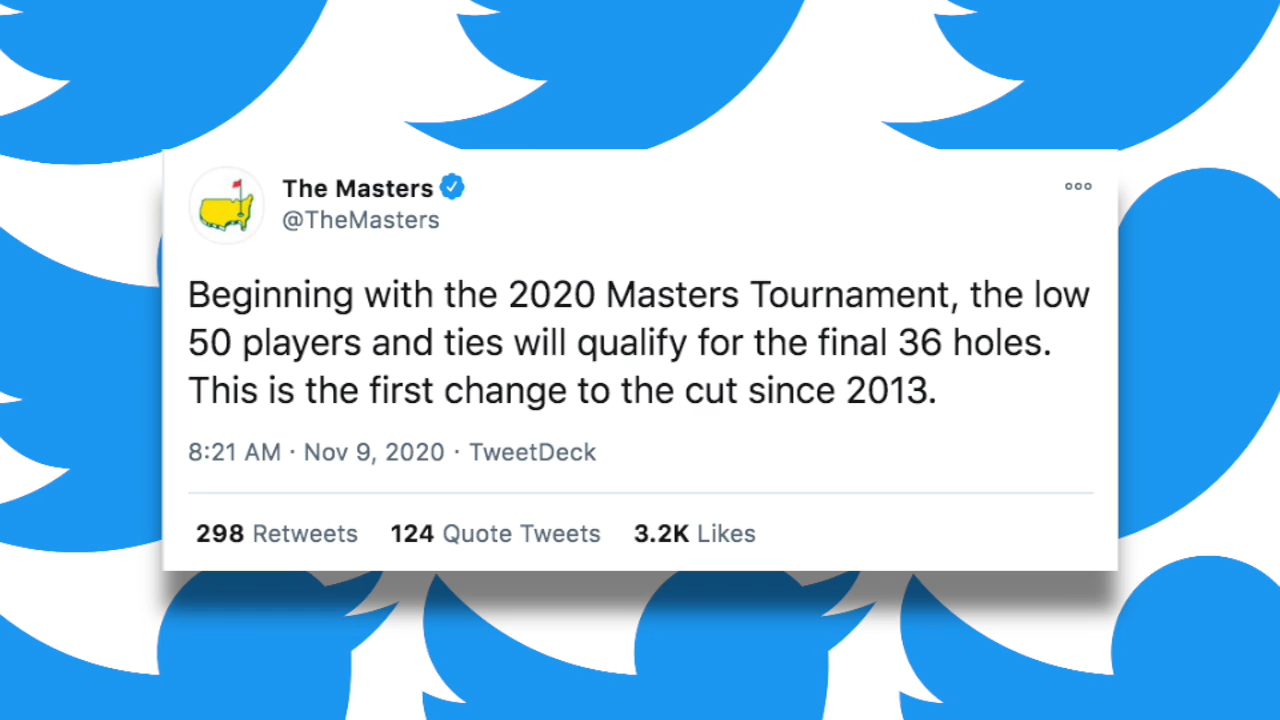 The Masters
@TheMasters
Beginning with the 2020 Masters Tournament, the low
50 players and ties will qualify for the final 36 holes.
This is the first change to the cut since 2013.
8:21 AM · Nov 9, 2020 · TweetDeck
298 Retweets 124 Quote Tweets 3.2K Likes